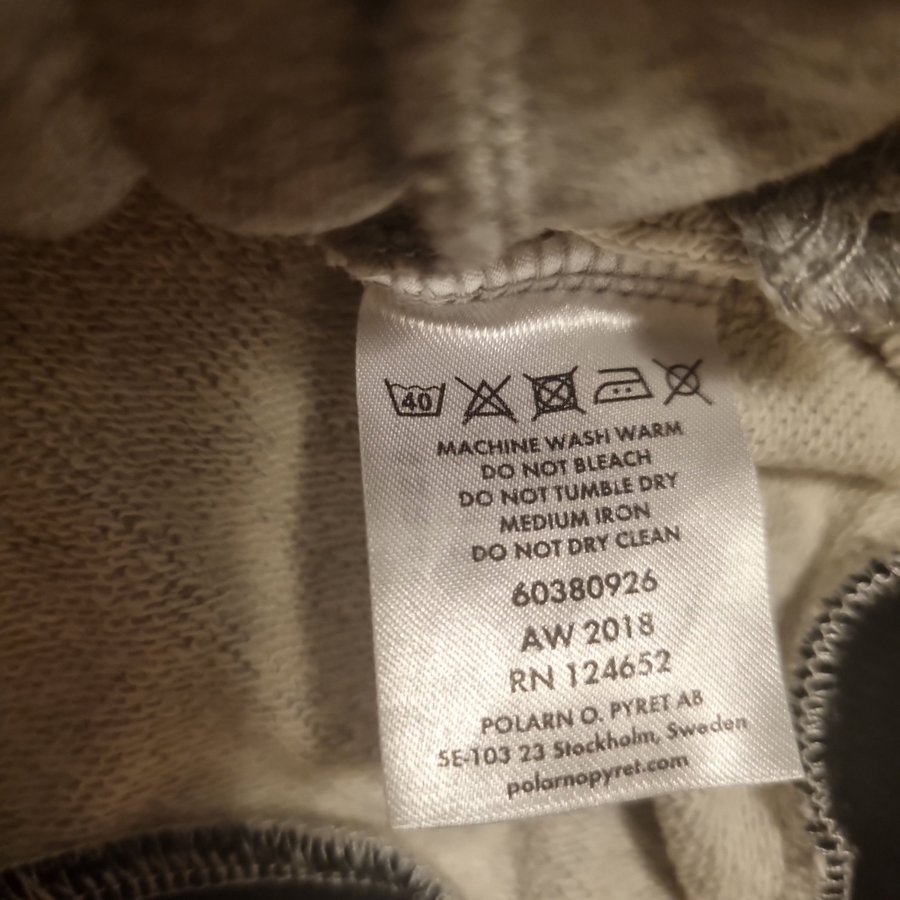 40
MACHINE WASH WARM
DO NOT BLEACH
DO NOT TUMBLE DRY
MEDIUM IRON
DO NOT DRY CLEAN
60380926
AW 2018
RN 124652
POLARN O. PYRET AB
SE-103 23 Stockholm, Sweden
polarnopyret.com